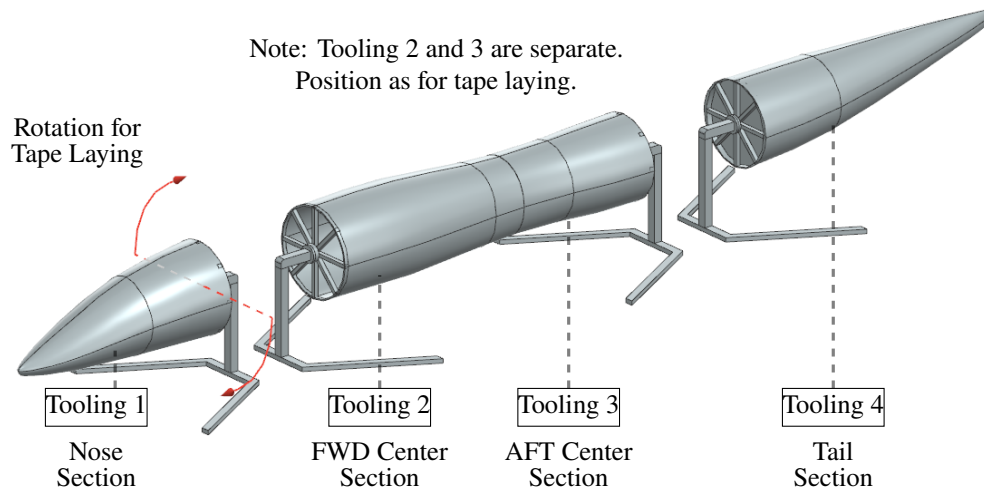 Note: Tooling 2 and 3 are separate.
Position as for tape laying.
Rotation for
Tape Laying
Tooling 1
Tooling 2
Tooling 3
Tooling 4
Nose
Section
FWD Center
Section
AFT Center
Section
Tail
Section